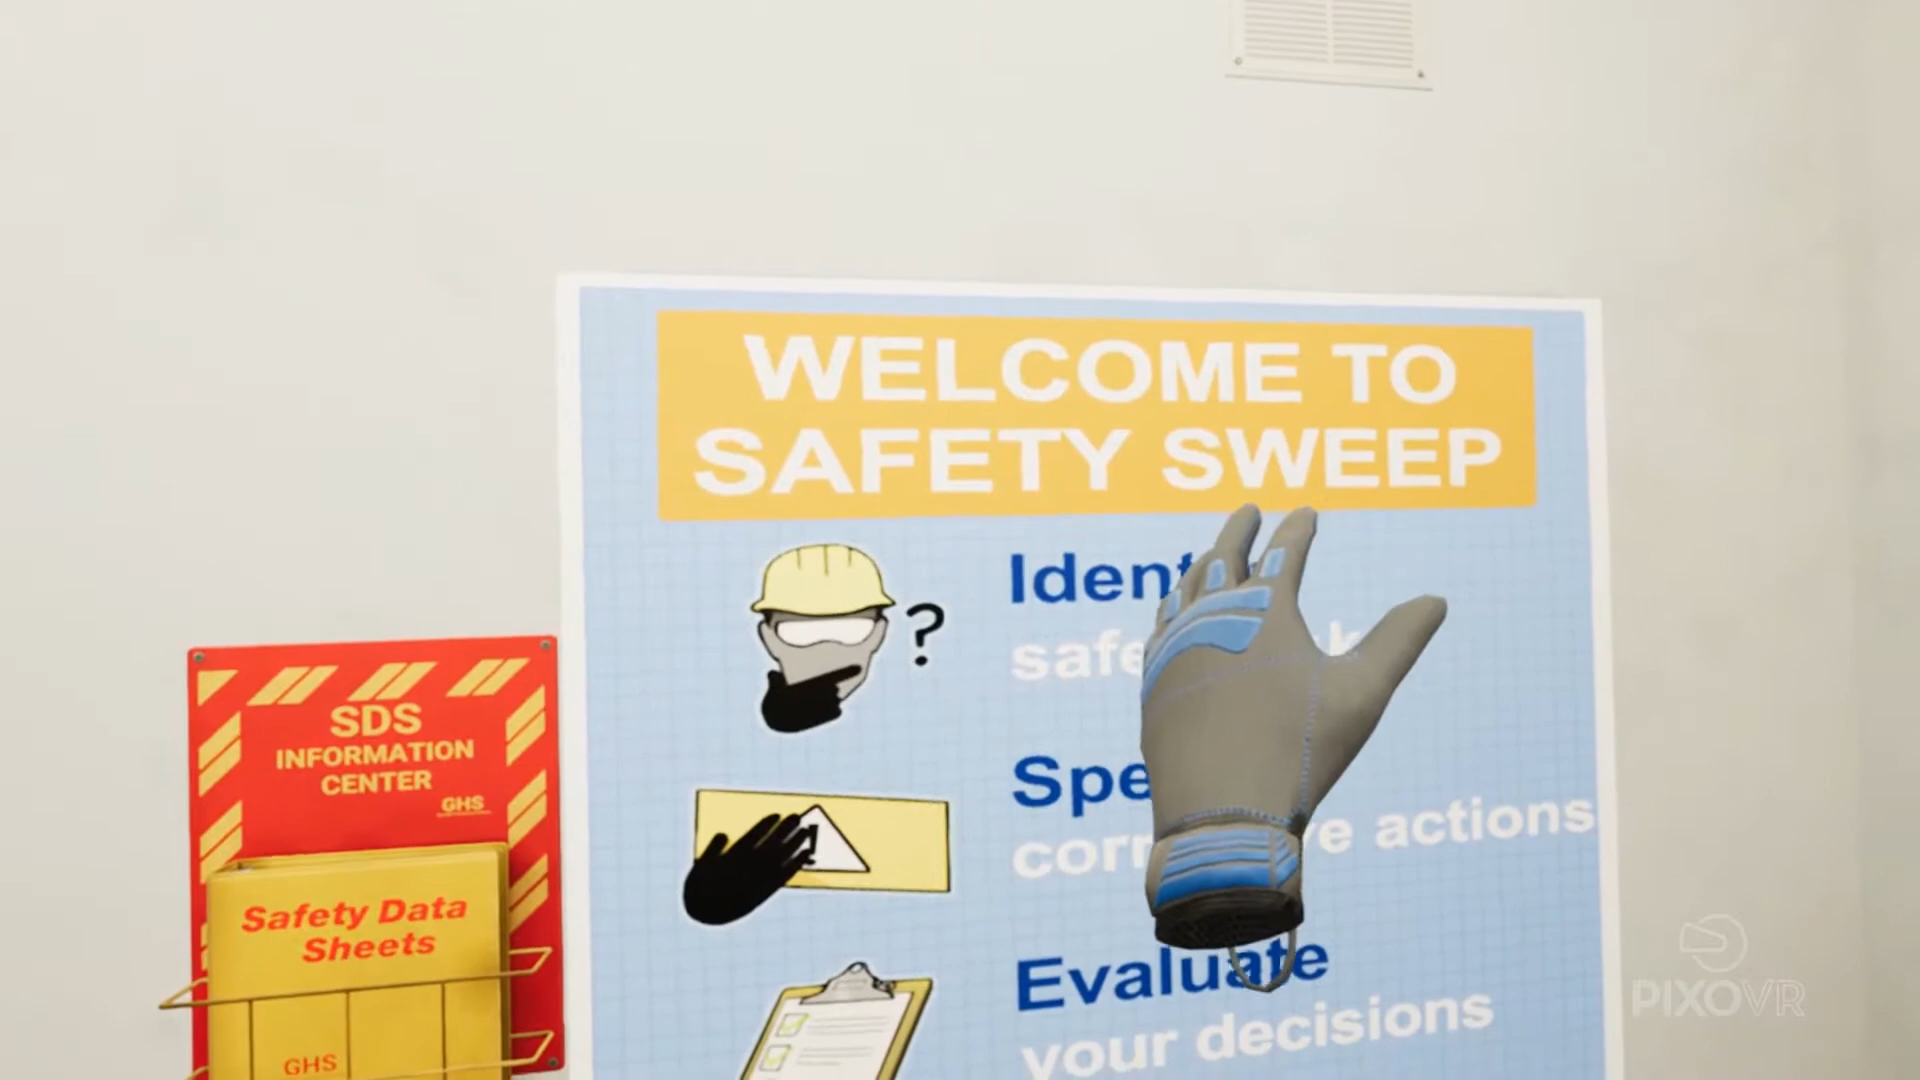 WELCOME TO
SAFETY SWEEP
Ident
safe k
Spe
corr ve actions
Evaluate
your decisions
SDS
INFORMATION
CENTER
GHS
Safety Data
Sheets
GHS
PIXOVR